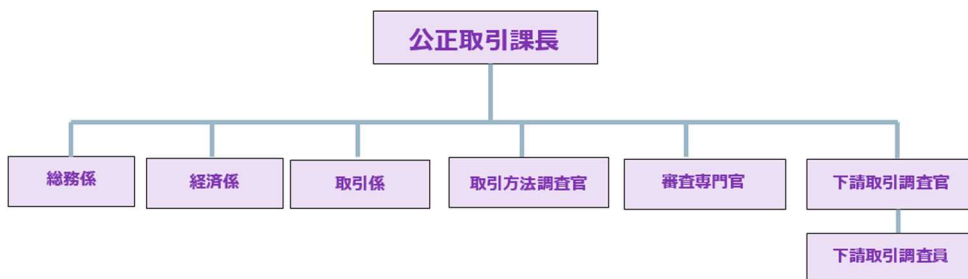 公正取引課長
総務係
経済係
取引係
取引方法調査官
審査専門官
下請取引調査官
下請取引調査員